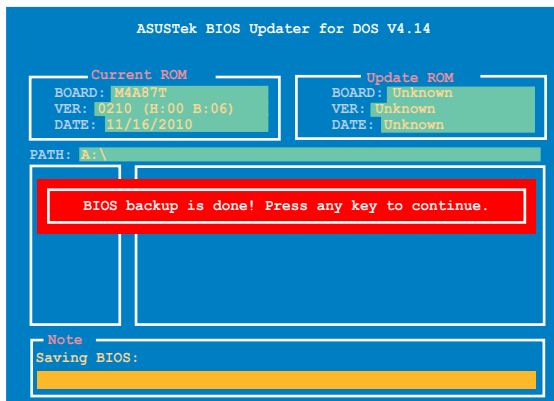 ASUSTek BIOS Updater for DOS V4.14
Current ROM
BOARD: M4A87T
VER: 0210 (H:00 B:06)
DATE: 11/16/2010
Update ROM
BOARD: Unknown
VER: Unknown
DATE: Unknown
PATH: A:\
BIOS backup is done! Press any key to continue.
Note
Saving BIOS: